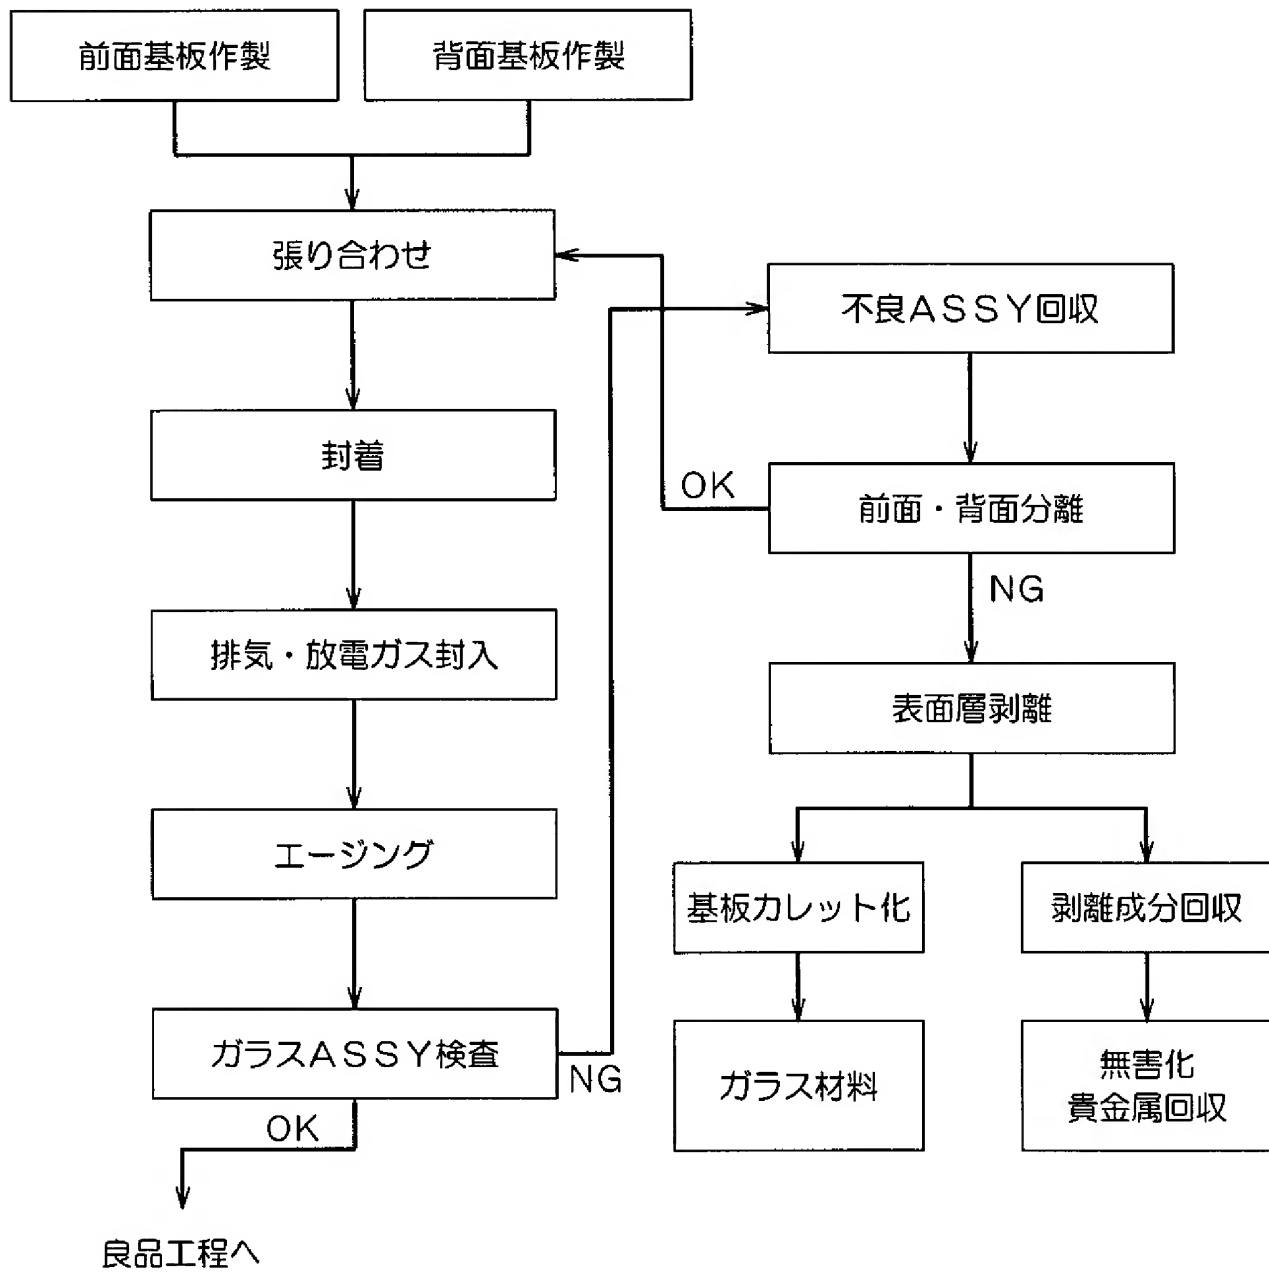 前面基板作製
背面基板作製
張り合わせ
不良ＡＳＳＹ回収
封着
OK
前面・背面分離
NG
排気・放電ガス封入
表面層剥離
エージング
基板カレット化
剥離成分回収
ガラスＡＳＳＹ検査
NG
OK
ガラス材料
無害化
貴金属回収
良品工程へ